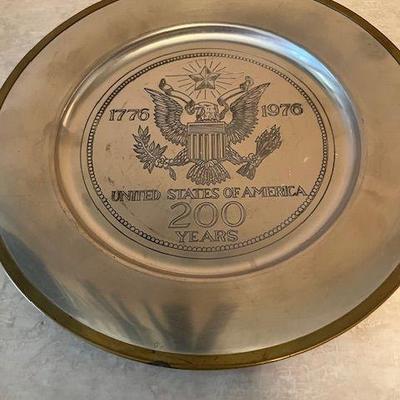 1776 1976
UNITED STATES OF AMERICA
200
YEARS